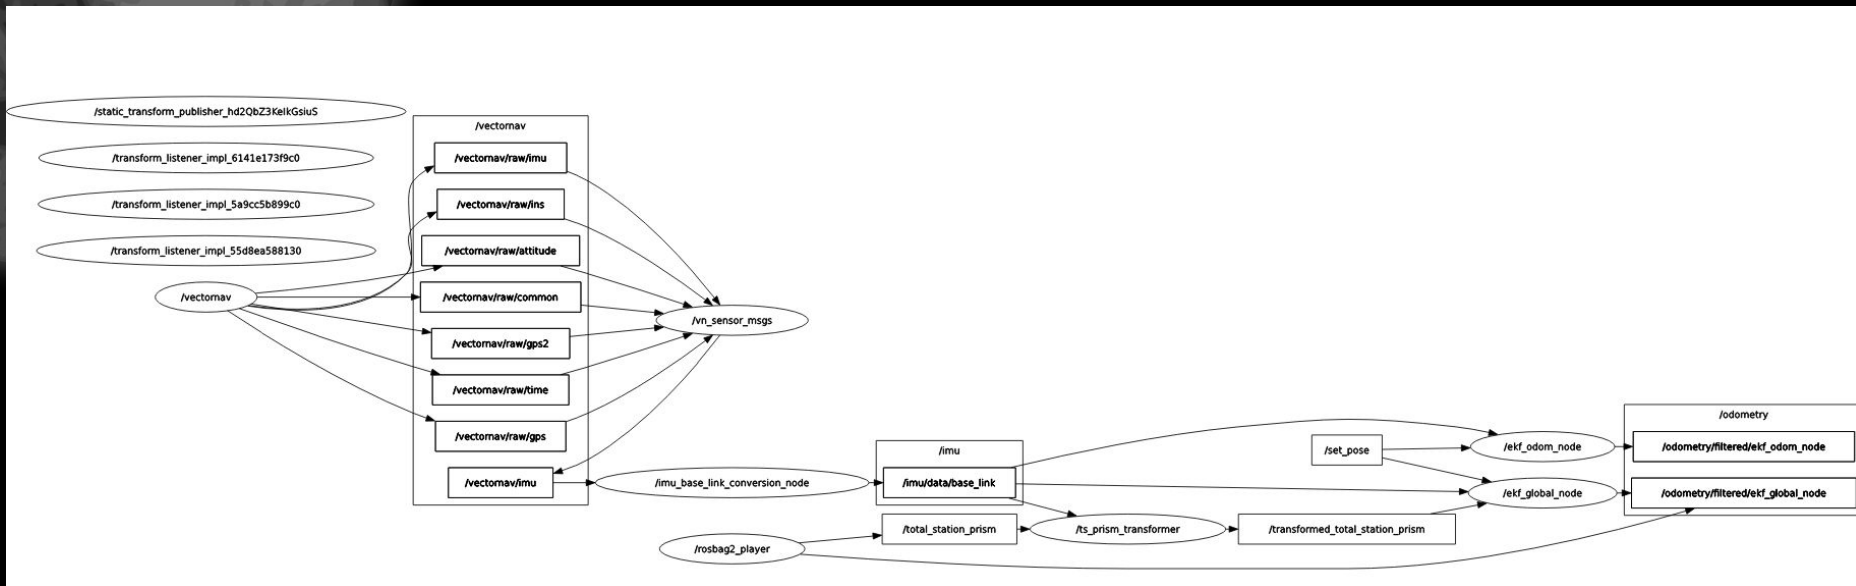 /static_transform_publisher_hd2QbZ3KelkGsiuS
/transform_listener_impl_6141e173f9c0
/transform_listener_impl_5a9cc5b899c0
/transform_listener_impl_55d8ea588130
/vectornav
/vectornav
/vectornav/raw/imu
/vectornav/raw/ins
/vectornav/raw/attitude
/vectornav/raw/common
/vectornav/raw/gps2
/vectornav/raw/time
/vectornav/raw/gps
/vectornav/imu
/vn_sensor_msgs
/imu_base_link_conversion_node
/rosbag2_player
/imu
/imu/data/base_link
/total_station_prism
/ts_prism_transformer
/set_pose
/transformed_total_station_prism
/ekf_odom_node
/ekf_global_node
/odometry
/odometry/filtered/ekf_odom_node
/odometry/filtered/ekf_global_node